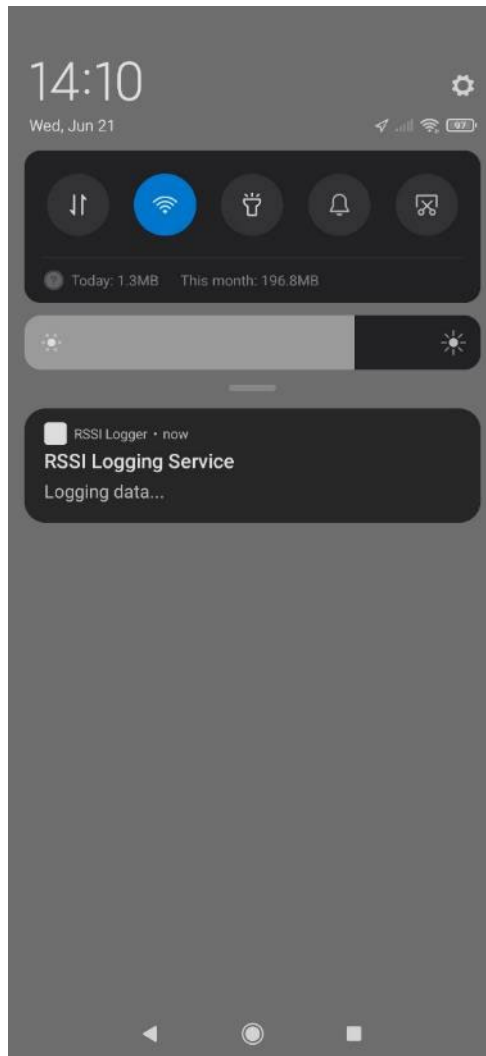 14:10
Wed, Jun 21
97
Today: 1.3MB This month: 196.8MB
RSSI Logger • now
RSSI Logging Service
Logging data...